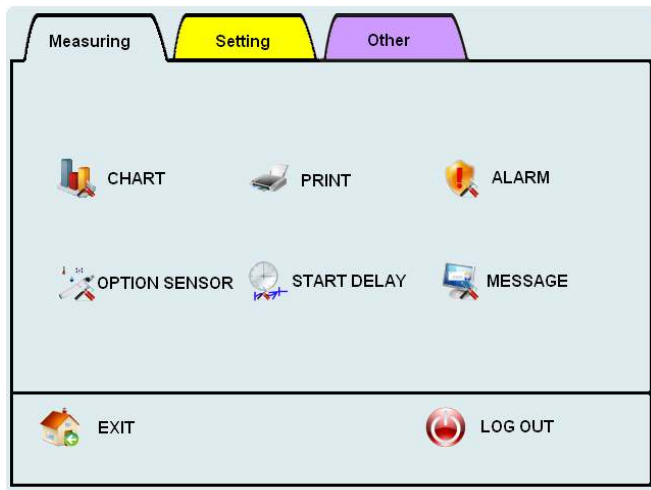 Measuring Setting Other
CHART PRINT ALARM
OPTION SENSOR START DELAY MESSAGE
EXIT LOG OUT